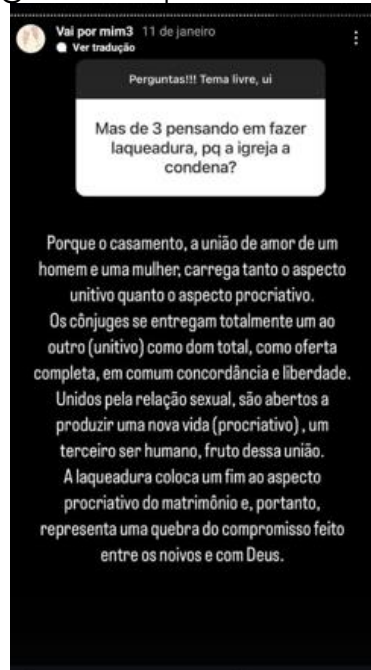 Vai por mim3 11 de janeiro
Ver tradução
Perguntas!!! Tema livre, ui
Mas de 3 pensando em fazer
laqueadura, pq a igreja a
condena?
Porque o casamento, a união de amor de um
homem e uma mulher, carrega tanto o aspecto
unitivo quanto o aspecto procriativo.
Os cônjuges se entregam totalmente um ao
outro (unitivo) como dom total, como oferta
completa, em comum concordância e liberdade.
Unidos pela relação sexual, são abertos a
produzir uma nova vida (procriativo) , um
terceiro ser humano, fruto dessa união.
A laqueadura coloca um fim ao aspecto
procriativo do matrimônio e, portanto,
representa uma quebra do compromisso feito
entre os noivos e com Deus.